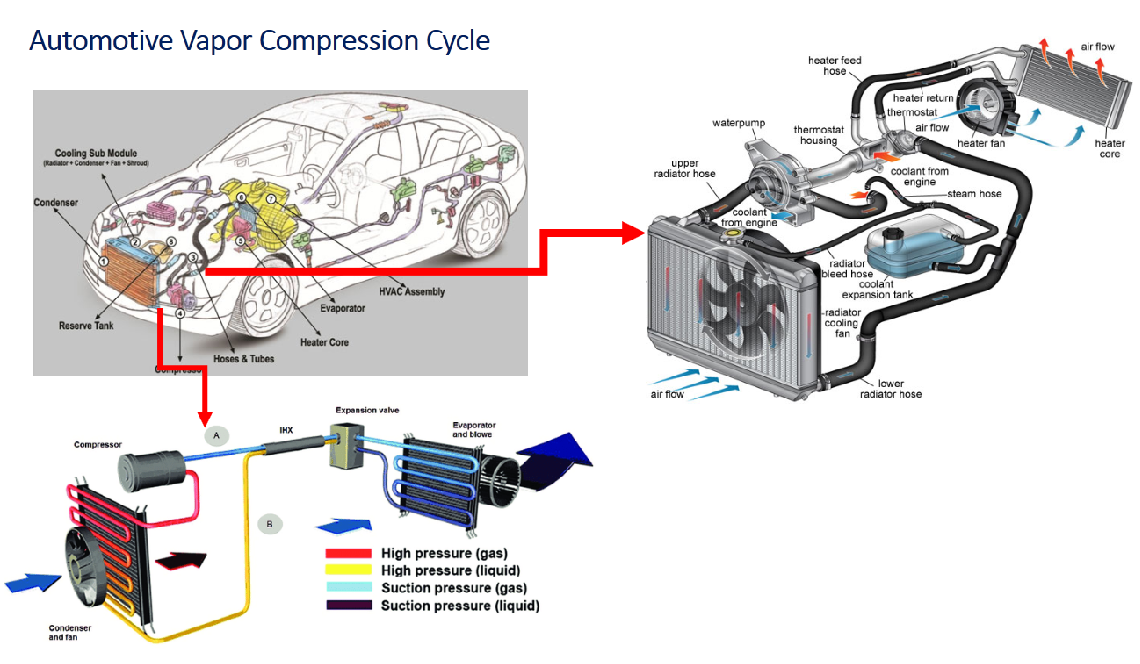 Automotive Vapor Compression Cycle
Cooling Sub Module
(Radiator + Condenser + Fan + Shroud)
Condenser
1
2
5
3
4
6
7
5
Reserve Tank
Hoses & Tubes
Heater Core
Evaporator
HVAC Assembly
heater feed
hose
heater return
thermostat
air flow
air flow
heater fan
heater
core
waterpump
thermostat
housing
upper
radiator hose
coolant from
engine
steam hose
coolant
from engine
radiator
bleed hose
coolant
expansion tank
radiator
cooling
fan
lower
radiator hose
air flow
Compressor
A
IHX
Expansion valve
Evaporator
and blowe
B
Condenser
and fan
High pressure (gas)
High pressure (liquid)
Suction pressure (gas)
Suction pressure (liquid)